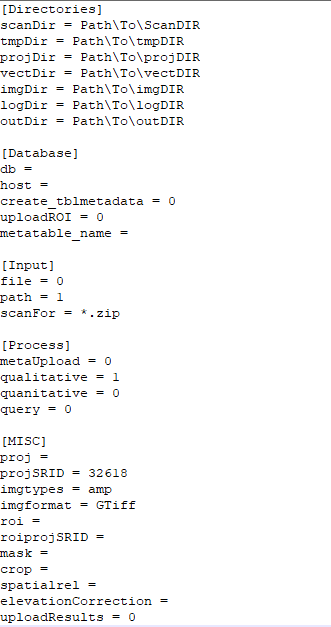 [Directories]
scanDir = Path\To\ScanDIR
tmpDir = Path\To\tmpDIR
projDir = Path\To\projDIR
vectDir = Path\To\vectDIR
imgDir = Path\To\imgDIR
logDir = Path\To\logDIR
outDir = Path\To\outDIR

[Database]
db =
host =
create_tblmetadata = 0
uploadROI = 0
metatable_name =

[Input]
file = 0
path = 1
scanFor = *.zip

[Process]
metaUpload = 0
qualitative = 1
quanitative = 0
query = 0

[MISC]
proj =
projSRID = 32618
imgtypes = amp
imgformat = GTiff
roi =
roiprojSRID =
mask =
crop =
spatialrel =
elevationCorrection =
uploadResults = 0